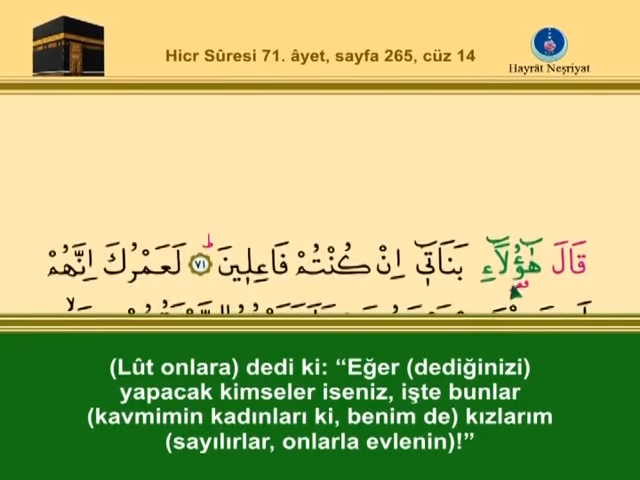 Hicr Sûresi 71. âyet, sayfa 265, cüz 14
Hayrât Neşriyat
قَالَ هٰٓؤُ۬لَٓاءِ بَنَات۪ٓي اِنْ كُنْتُمْ فَاعِل۪ينَ ﴿٧١﴾ لَعَمْرُكَ اِنَّهُمْ
(Lût onlara) dedi ki: “Eğer (dediğinizi)
yapacak kimseler iseniz, işte bunlar
(kavmimin kadınları ki, benim de) kızlarım
(sayılırlar, onlarla evlenin)!”